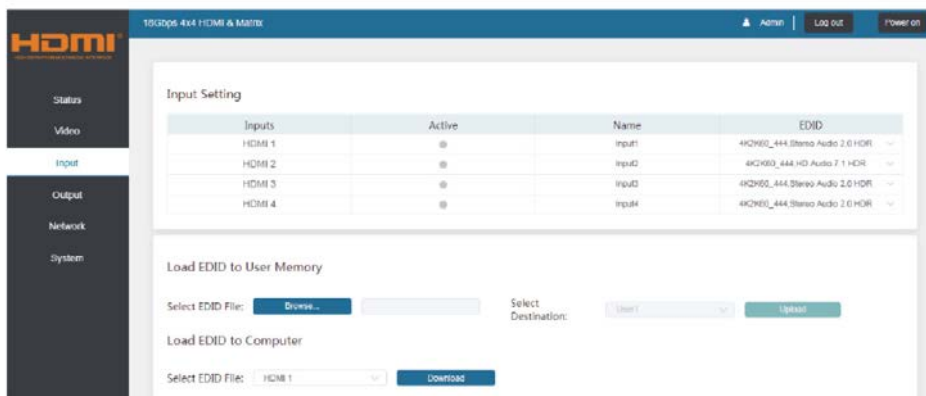 18Gbps 4x4 HDMI & Matrix
Admin
Log out
Power on
HDMI
Status
Video
Input
Output
Network
System
Input Setting
Inputs Active Name EDID
HDMI 1 Input1 4K2K60_444,Stereo Audio 2.0 HDR
HDMI 2 Input2 4K2K60_444,HD Audio 7.1 HDR
HDMI 3 Input3 4K2K60_444,Stereo Audio 2.0 HDR
HDMI 4 Input4 4K2K60_444,Stereo Audio 2.0 HDR
Load EDID to User Memory
Select EDID File: Browse... Select Destination: User1 Upload
Load EDID to Computer
Select EDID File: HDMI 1 Download